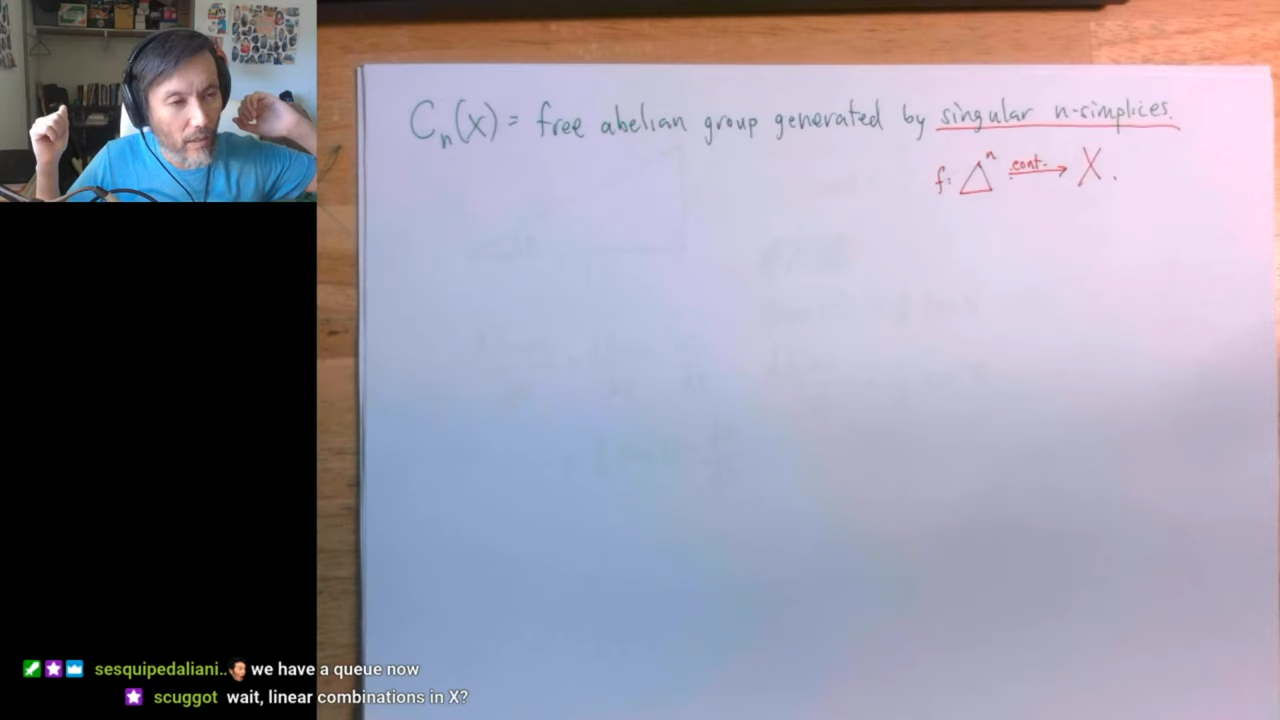 Cₙ(X) = free abelian group generated by singular n-simplices.
f: Δⁿ cont. → X.
sesquipedaliani.. we have a queue now
scuggot wait, linear combinations in X?